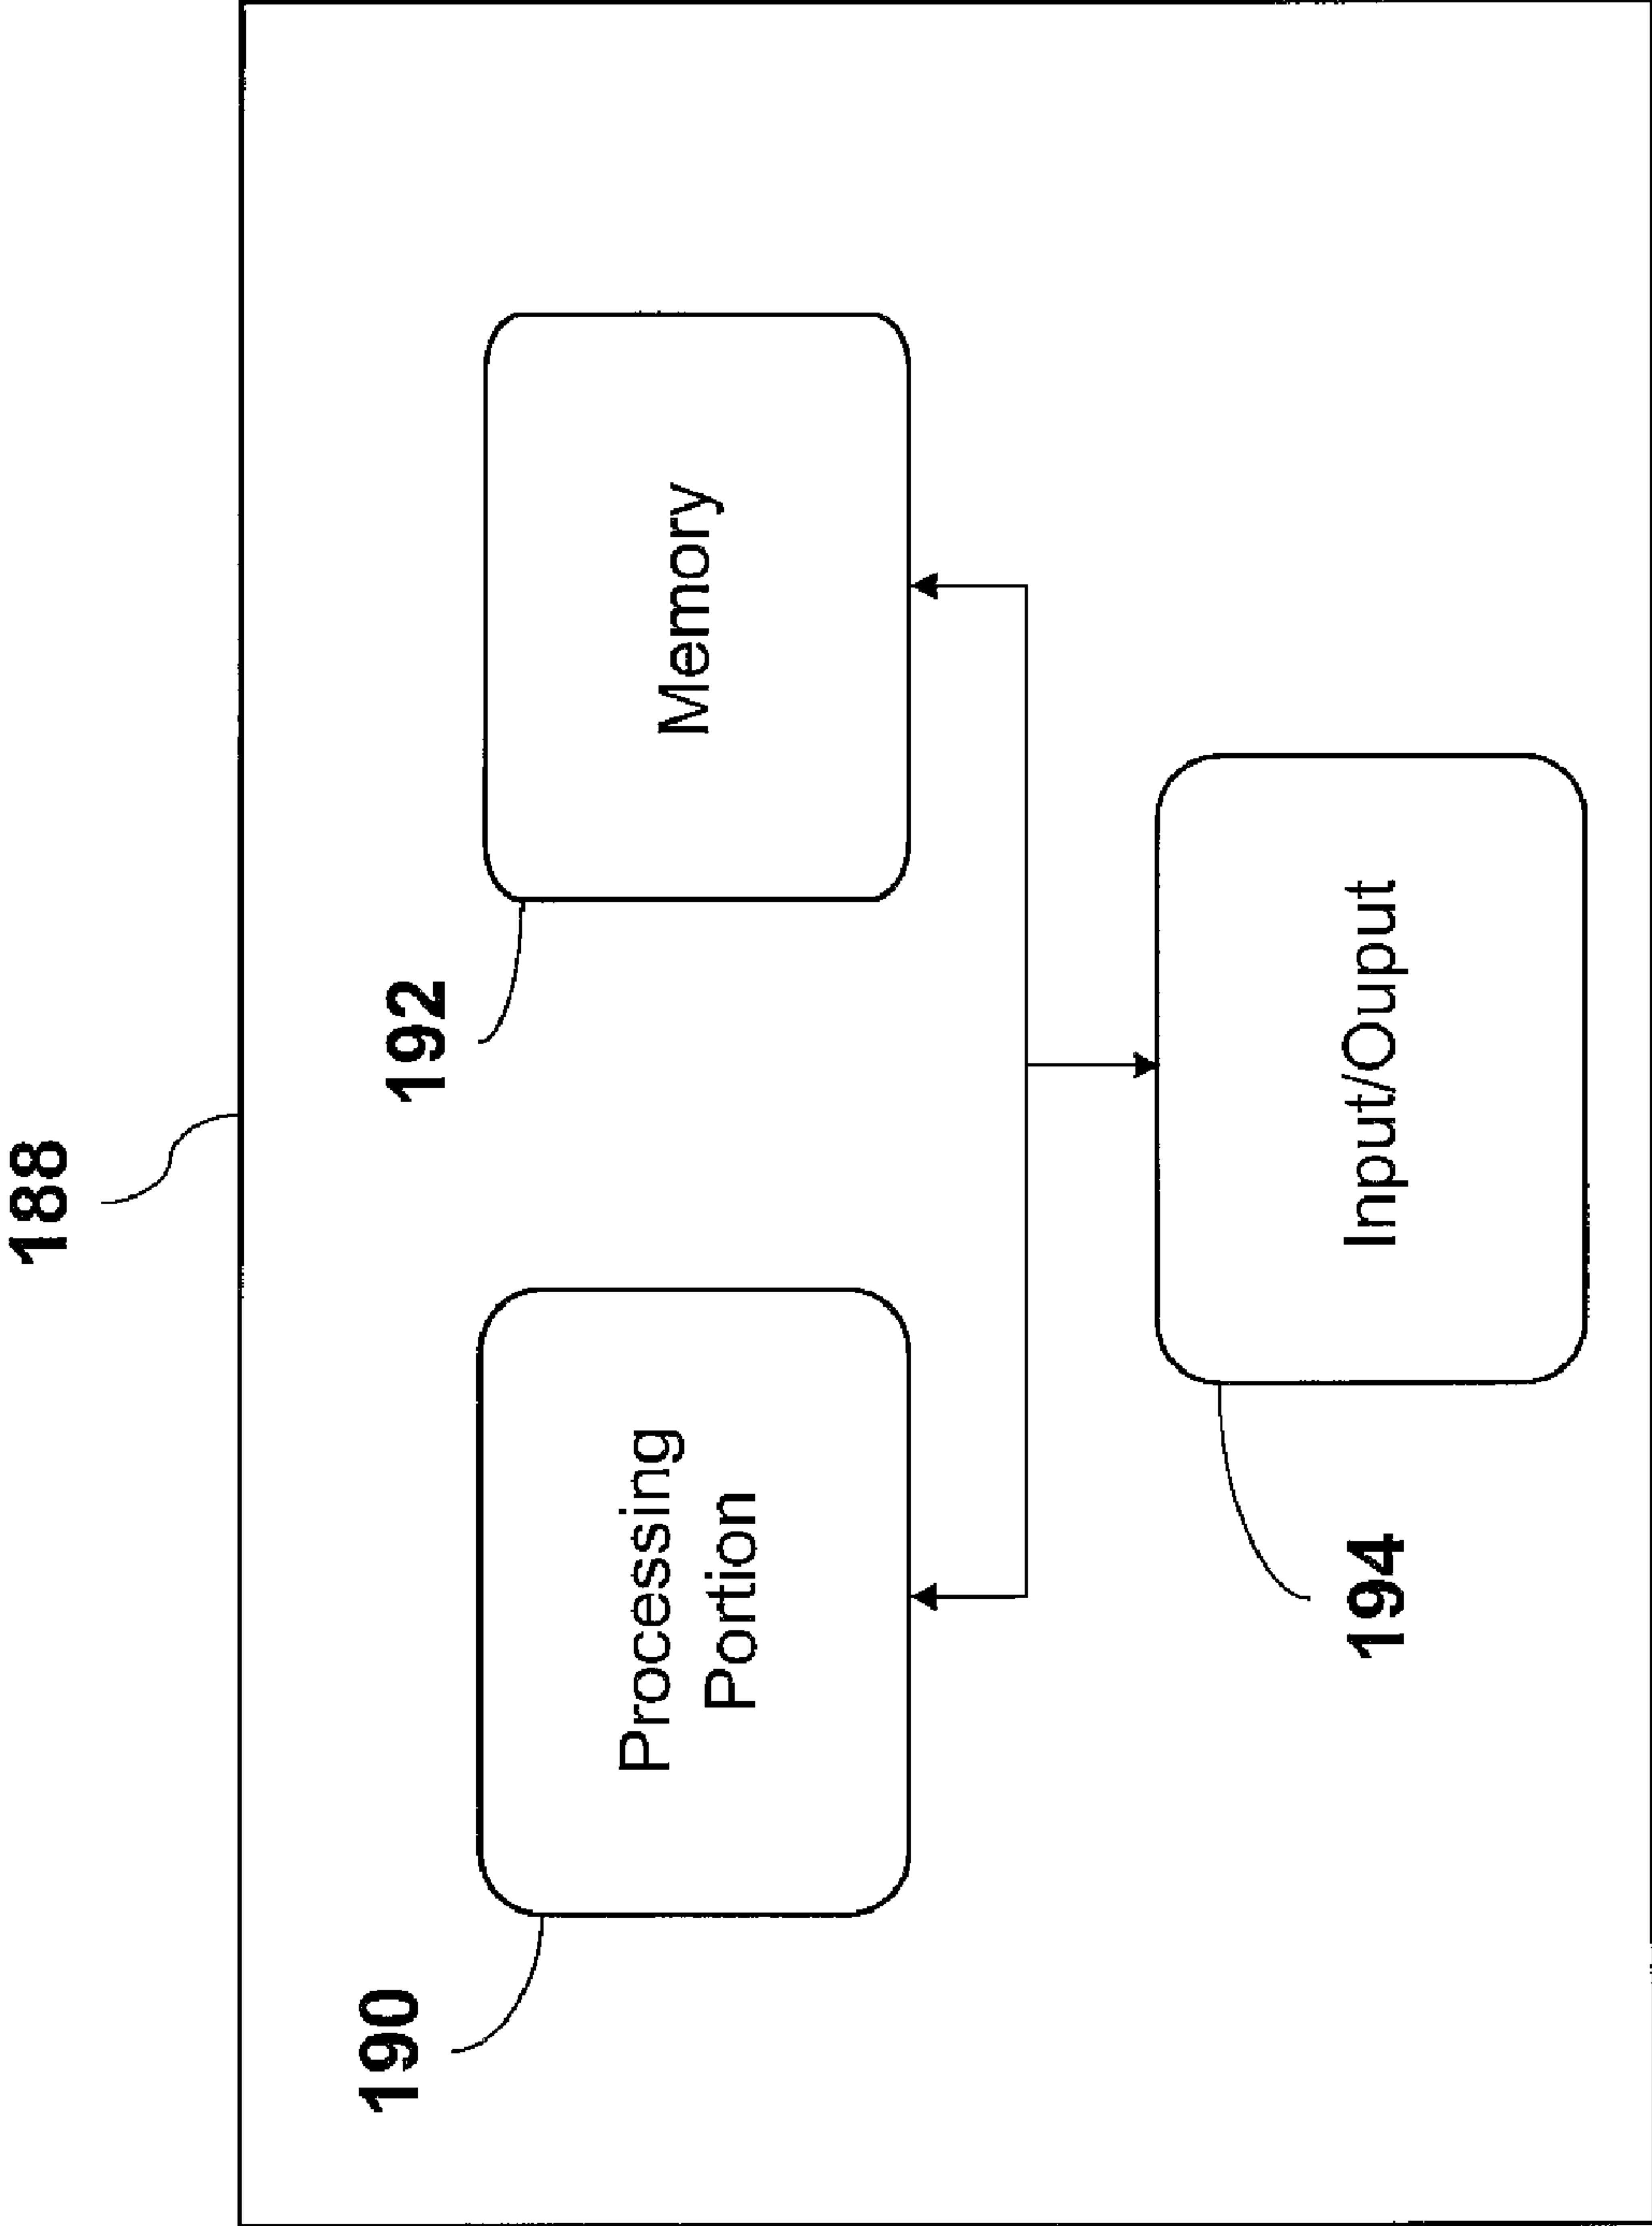 188
190
Processing
Portion
192
Memory
194
Input/Ouput